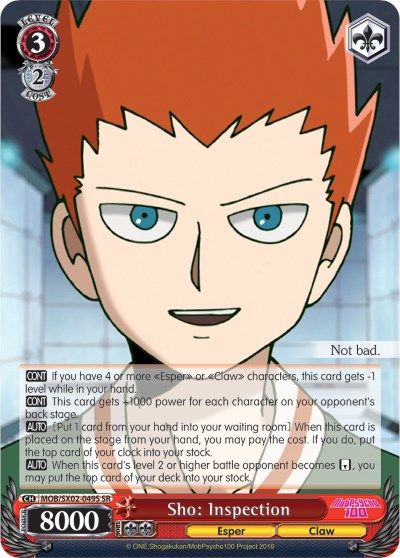 LEVEL
3
2
COST
Not bad.
CONT If you have 4 or more «Esper» or «Claw» characters, this card gets -1
level while in your hand.
CONT This card gets +1000 power for each character on your opponent's
back stage.
AUTO [Put 1 card from your hand into your waiting room] When this card is
placed on the stage from your hand, you may pay the cost. If you do, put
the top card of your clock into your stock.
AUTO When this card's level 2 or higher battle opponent becomes, you
may put the top card of your deck into your stock.
CH MOB/SX02-049S SR
Sho: Inspection
MobPsycho 100
POWER 8000
SOUL
Esper
Claw
© ONE,Shogakukan/MobPsycho100 Project 2016